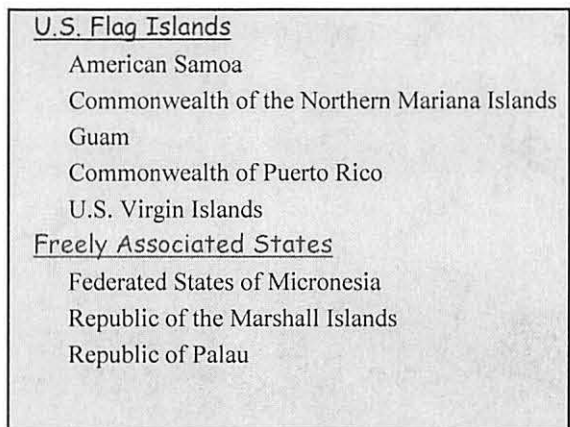 U.S. Flag Islands
American Samoa
Commonwealth of the Northern Mariana Islands
Guam
Commonwealth of Puerto Rico
U.S. Virgin Islands
Freely Associated States
Federated States of Micronesia
Republic of the Marshall Islands
Republic of Palau